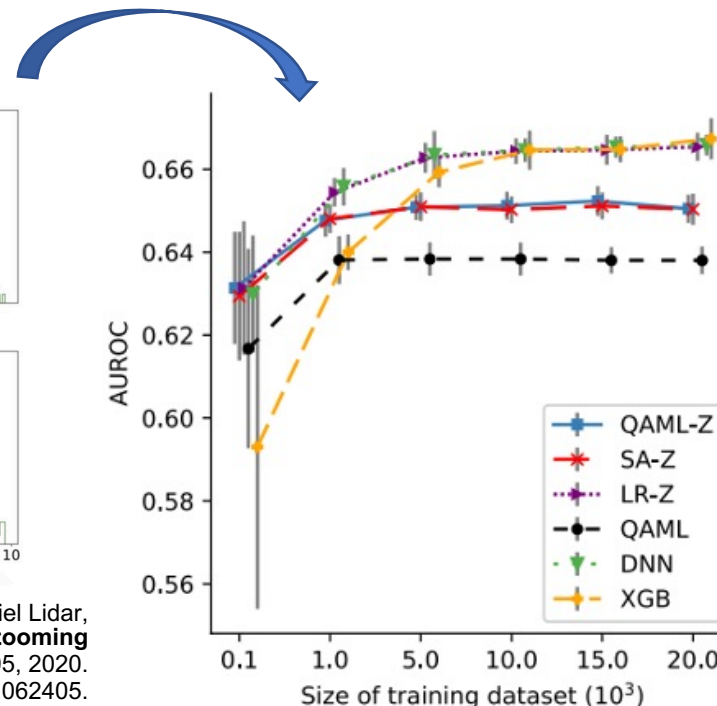 0.66
0.64
0.62
0.60
0.58
0.56
AUROC
QAML-Z
SA-Z
LR-Z
QAML
DNN
XGB
0.1 1.0 5.0 10.0 15.0 20.0
Size of training dataset (10³)
10
iel Lidar,
zooming
05, 2020.
062405.